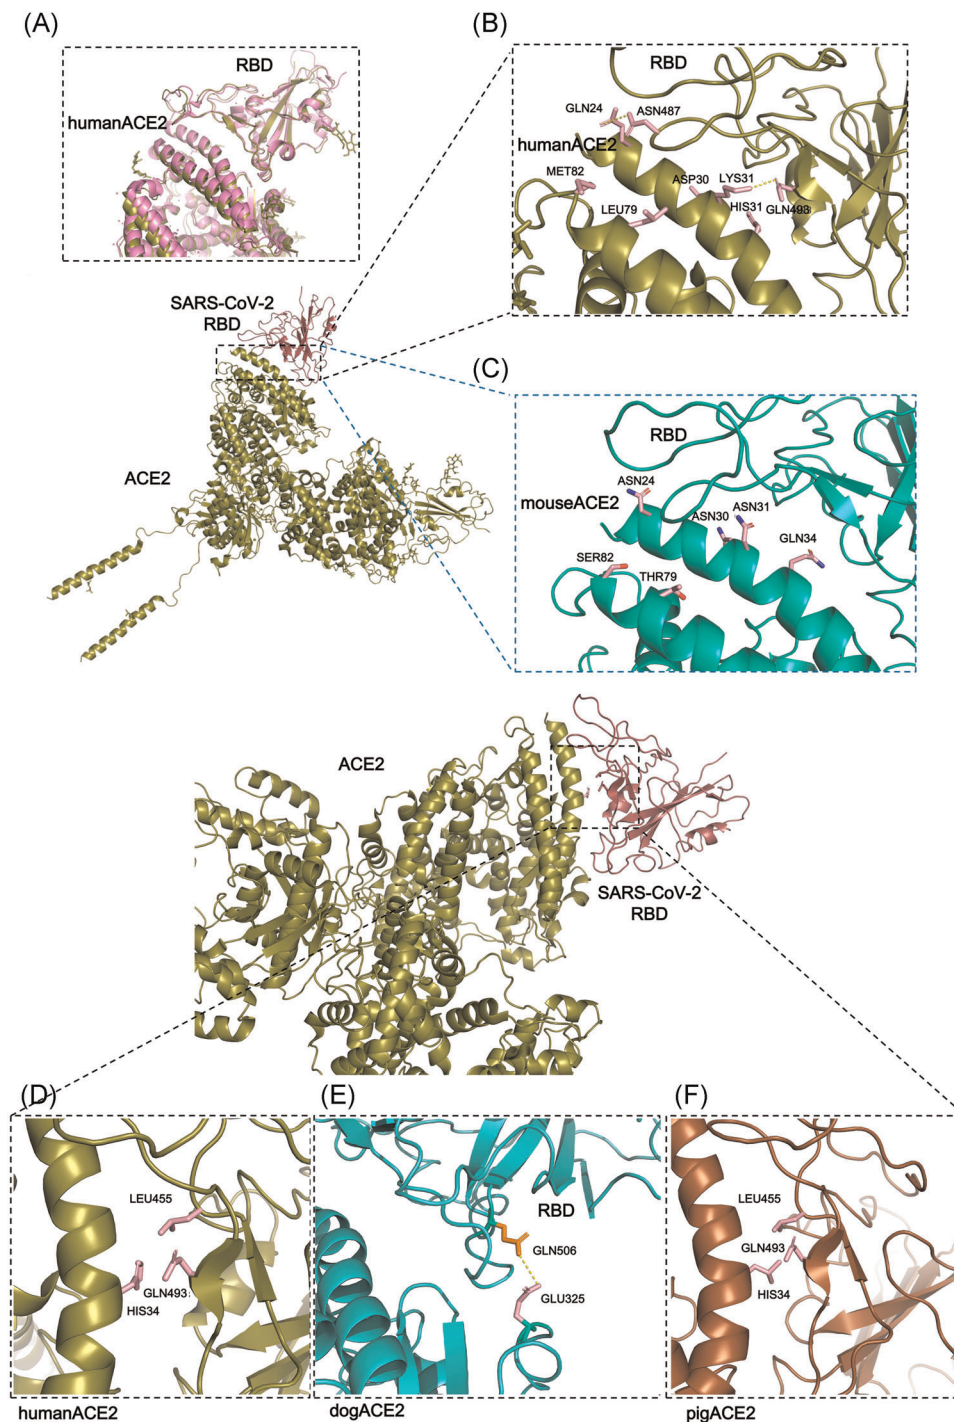 (A)
RBD
humanACE2
(B)
RBD
GLN24
ASN487
humanACE2
MET82
ASP30
LYS31
LEU79
HIS31
GLN493
SARS-CoV-2
RBD
ACE2
(C)
RBD
ASN24
mouseACE2
ASN30
ASN31
GLN34
SER82
THR79
ACE2
SARS-CoV-2
RBD
(D)
LEU455
GLN493
HIS34
humanACE2
(E)
RBD
GLN506
GLU325
dogACE2
(F)
LEU455
GLN493
HIS34
pigACE2